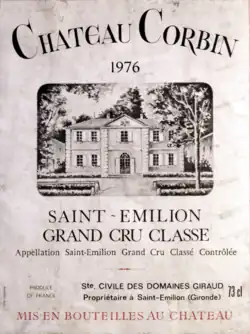 CHATEAU CORBIN
1976
SAINT-EMILION
GRAND CRU CLASSE
Appellation Saint-Emilion Grand Cru Classé Contrôlée
PRODUCT
OF FRANCE
Ste. CIVILE DES DOMAINES GIRAUD
Propriétaire à Saint-Emilion (Gironde)
73 cl
MIS EN BOUTEILLES AU CHATEAU